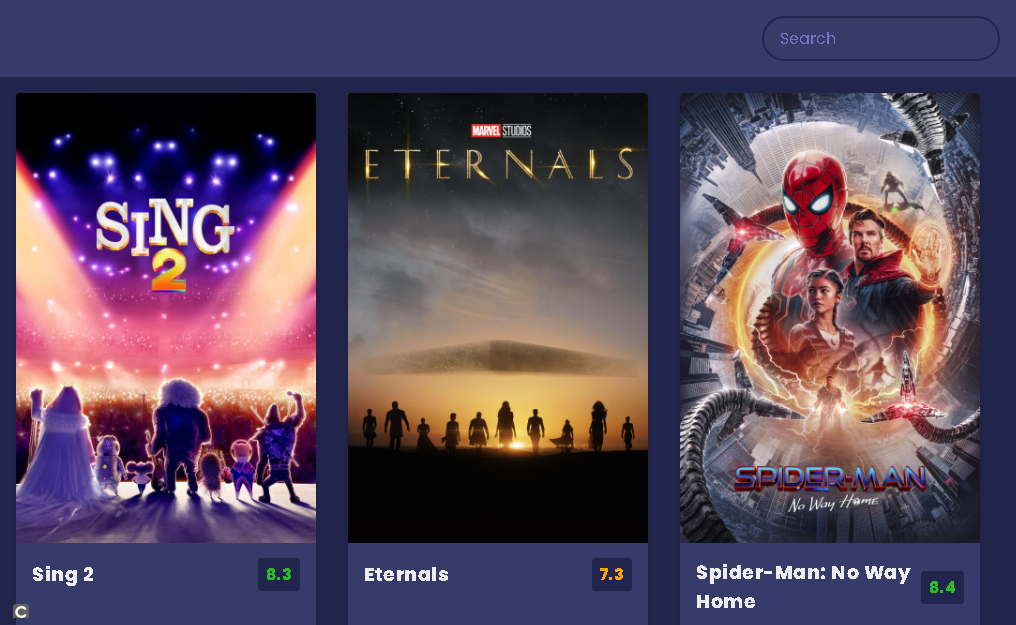 Search
SING
2
MARVEL STUDIOS
ETERNALS
SPIDER-MAN
No Way Home
Sing 2
8.3
Eternals
7.3
Spider-Man: No Way
Home
8.4
C